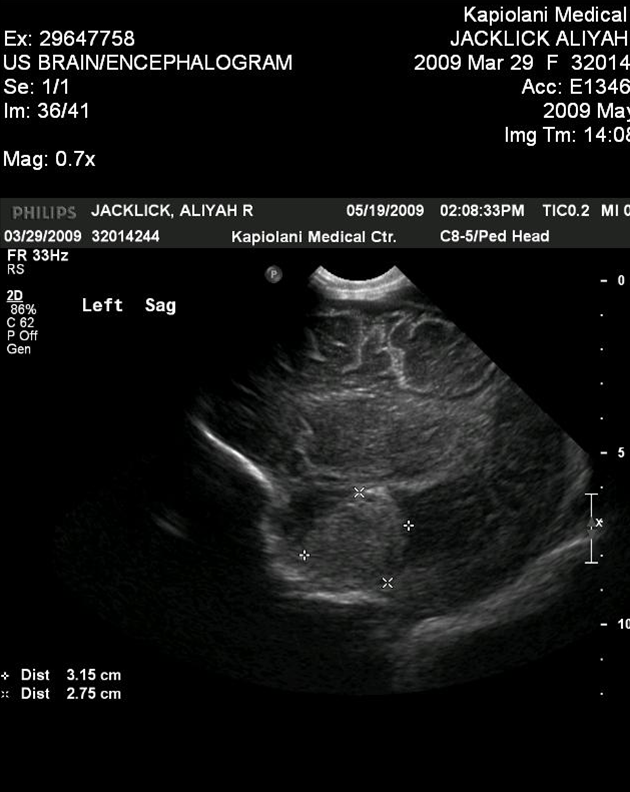 Kapiolani Medical
Ex: 29647758
JACKLICK ALIYAH
US BRAIN/ENCEPHALOGRAM
2009 Mar 29 F 32014
Se: 1/1
Acc: E1346
Im: 36/41
2009 May
Img Tm: 14:08
Mag: 0.7x
PHILIPS JACKLICK, ALIYAH R 05/19/2009 02:08:33PM TIC0.2 MI 0
03/29/2009 32014244 Kapiolani Medical Ctr. C8-5/Ped Head
FR 33Hz
RS
P
0
2D
86%
C 62
P Off
Gen
Left Sag
5
x
10
Dist 3.15 cm
Dist 2.75 cm